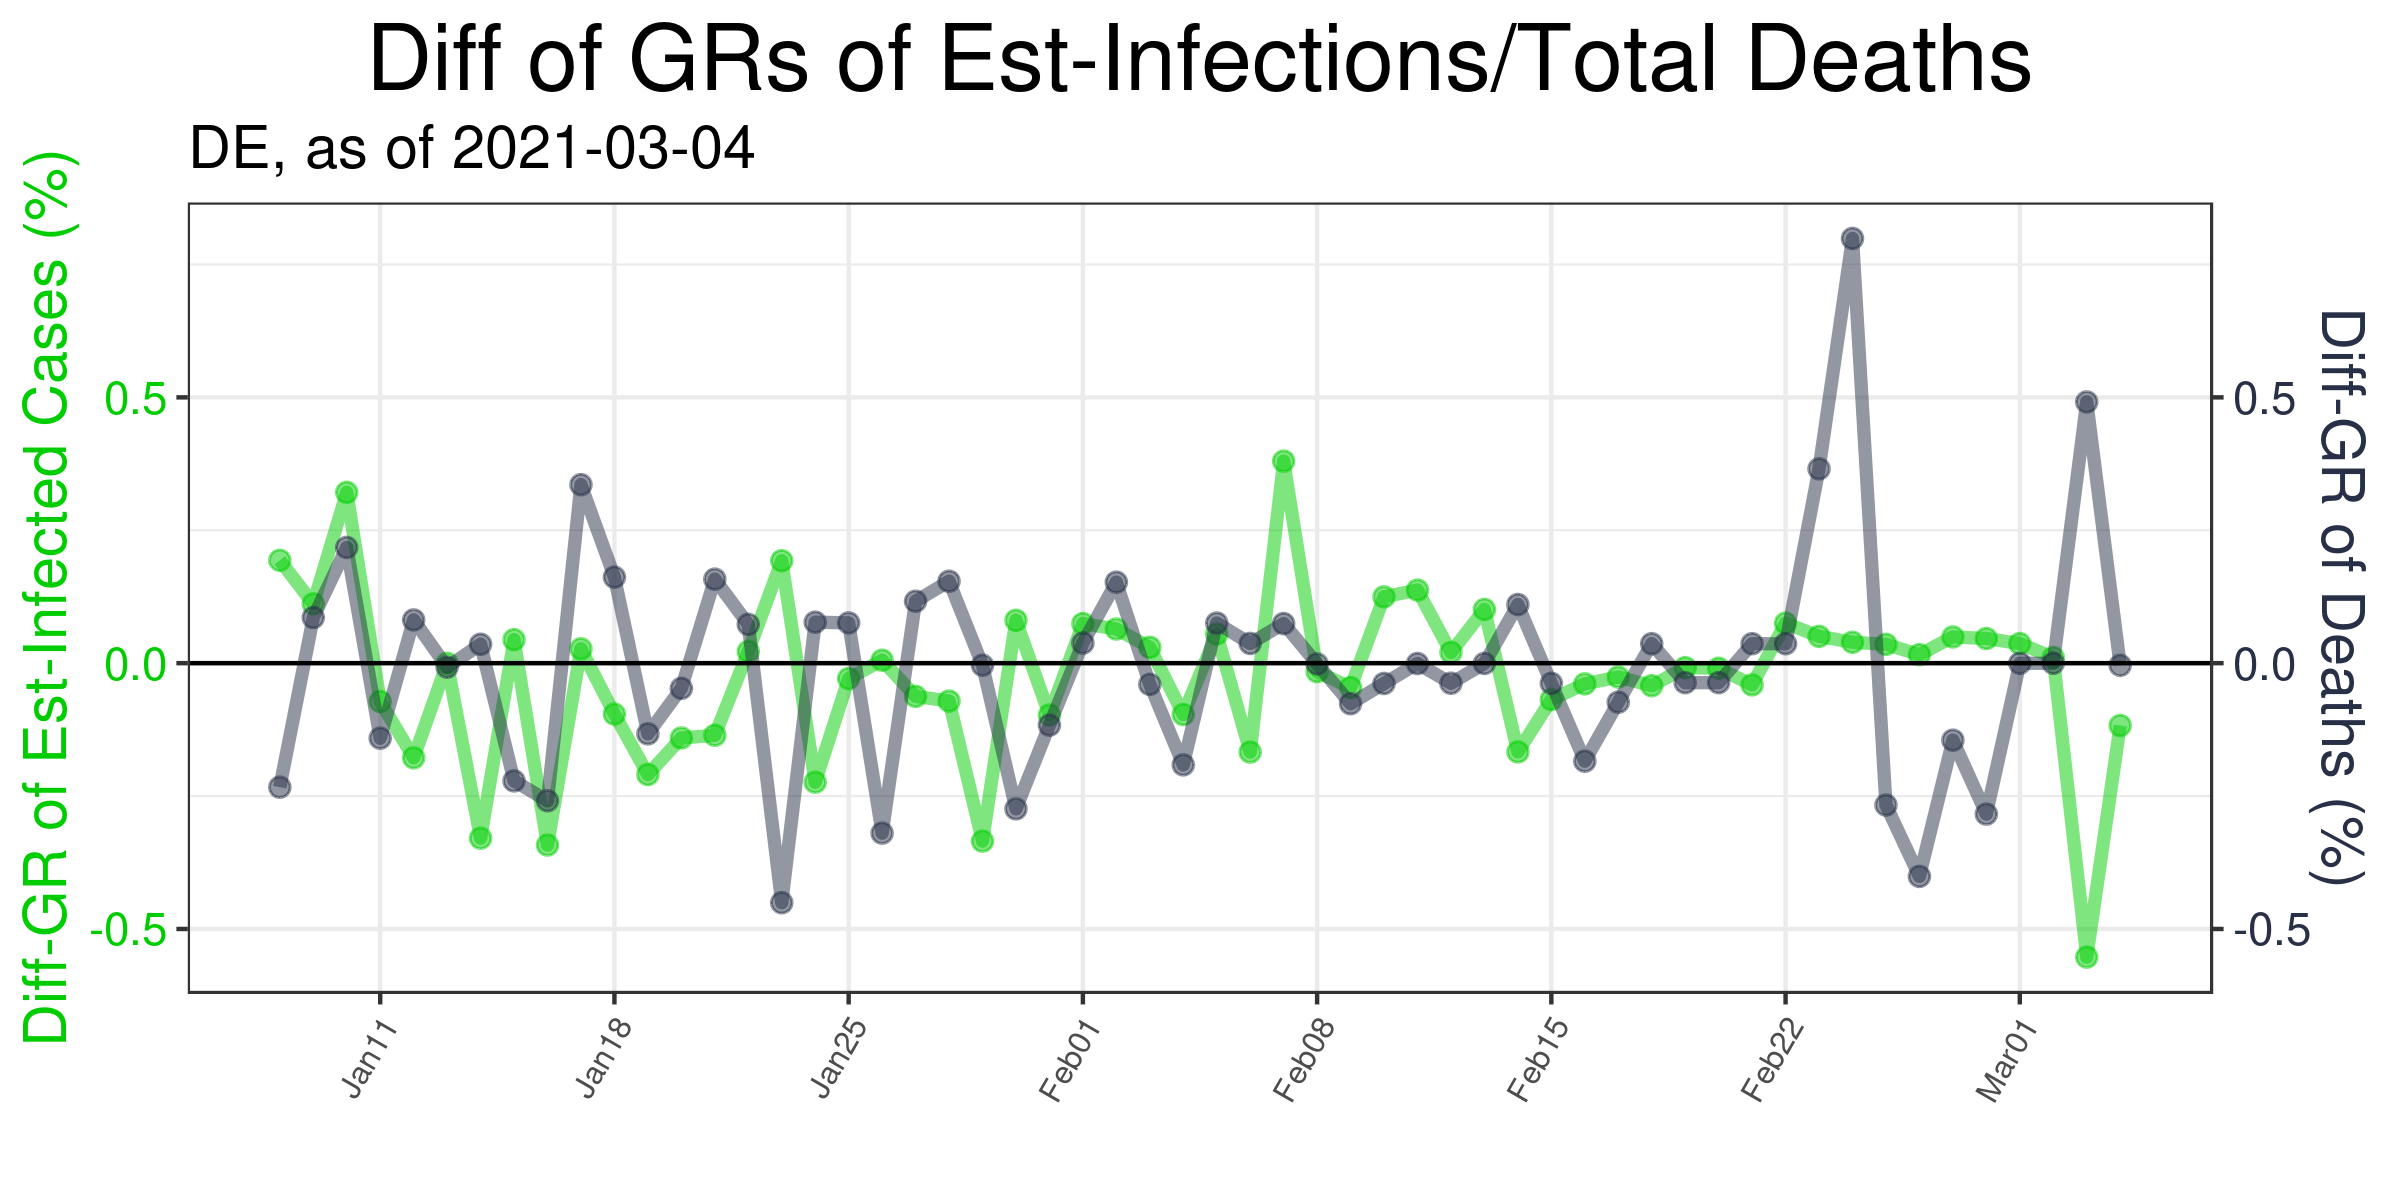 Diff of GRs of Est-Infections/Total Deaths
DE, as of 2021-03-04
Diff-GR of Est-Infected Cases (%)
0.5
0.0
-0.5
0.5
0.0
-0.5
Diff-GR of Deaths (%)
Jan11
Jan18
Jan25
Feb01
Feb08
Feb15
Feb22
Mar01